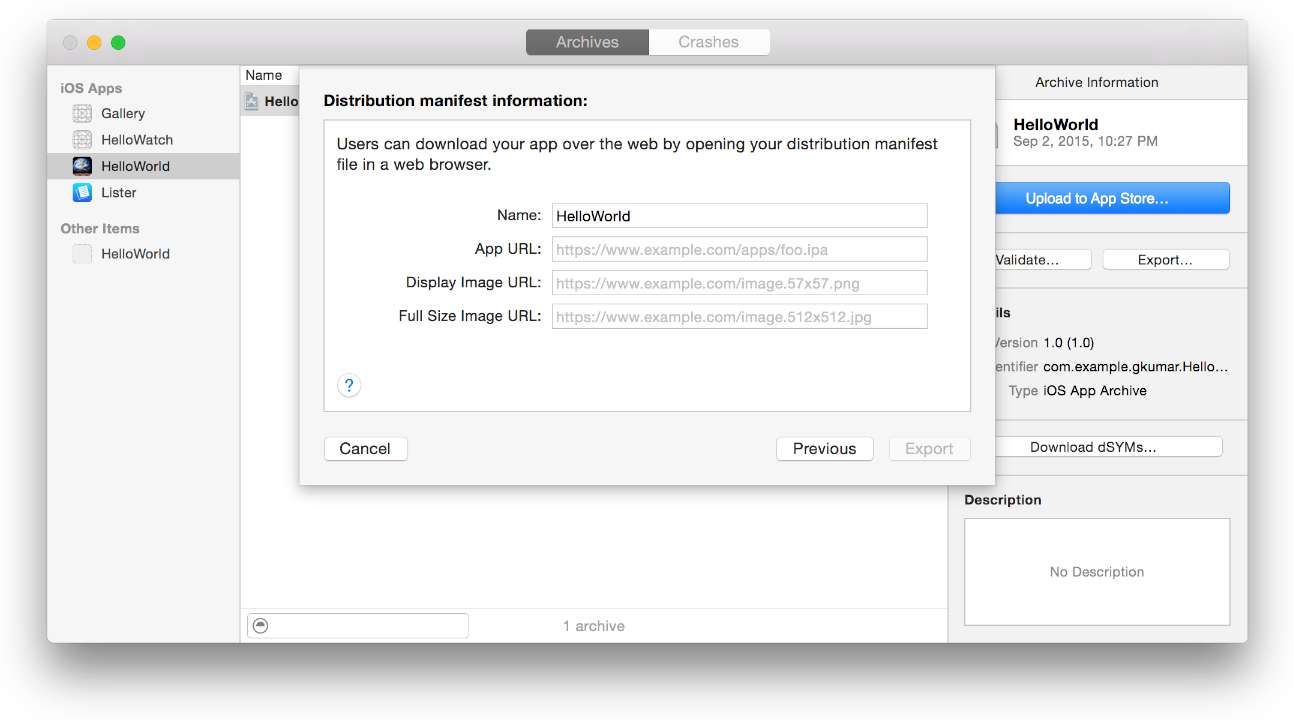 Archives
Crashes
iOS Apps
Gallery
HelloWatch
HelloWorld
Lister
Other Items
HelloWorld
Name
Hello
Distribution manifest information:
Users can download your app over the web by opening your distribution manifest
file in a web browser.
Name: HelloWorld
App URL: https://www.example.com/apps/foo.ipa
Display Image URL: https://www.example.com/image.57x57.png
Full Size Image URL: https://www.example.com/image.512x512.jpg
?
Cancel
Previous
Export
Archive Information
HelloWorld
Sep 2, 2015, 10:27 PM
Upload to App Store…
Validate…
Export…
ils
Version 1.0 (1.0)
entifier com.example.gkumar.Hello…
Type iOS App Archive
Download dSYMs…
Description
No Description
1 archive